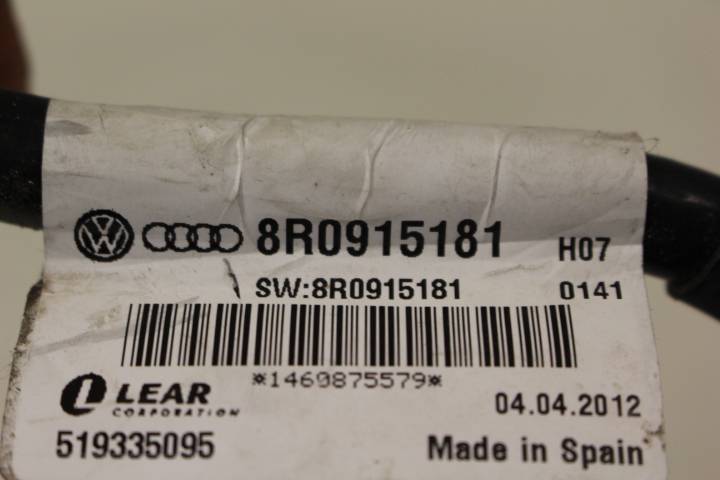 8R0915181 H07
SW:8R0915181 0141
*1460875579*
LEAR
CORPORATION
04.04.2012
519335095
Made in Spain